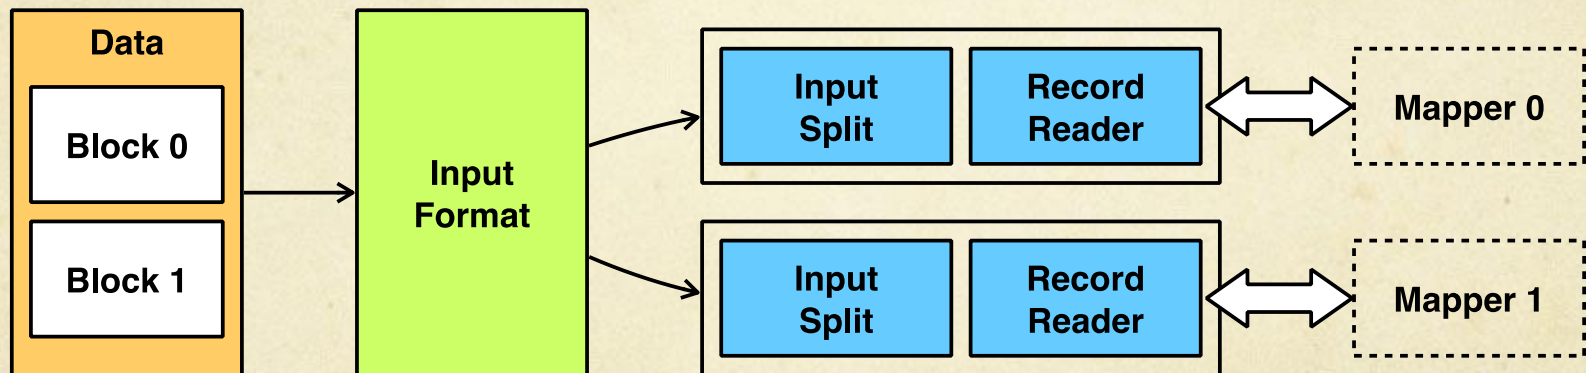 Data
Block 0
Block 1
Input
Format
Input
Split
Record
Reader
Mapper 0
Input
Split
Record
Reader
Mapper 1